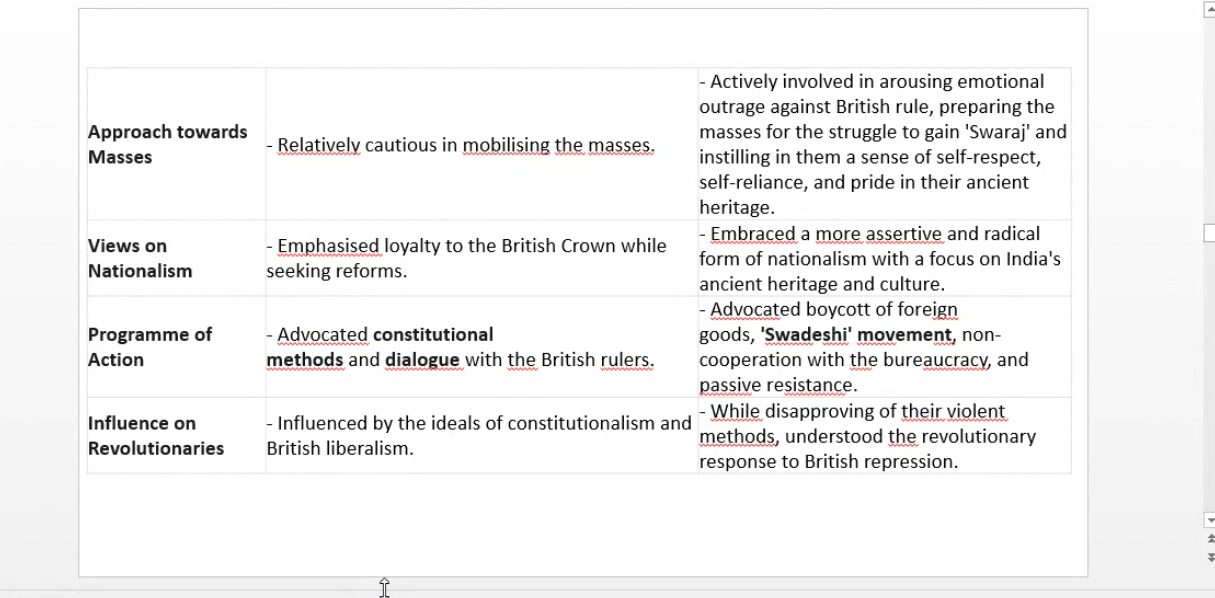 Approach towards
Masses
- Relatively cautious in mobilising the masses.
- Actively involved in arousing emotional
outrage against British rule, preparing the
masses for the struggle to gain 'Swaraj' and
instilling in them a sense of self-respect,
self-reliance, and pride in their ancient
heritage.
Views on
Nationalism
- Emphasised loyalty to the British Crown while
seeking reforms.
- Embraced a more assertive and radical
form of nationalism with a focus on India's
ancient heritage and culture.
Programme of
Action
- Advocated constitutional
methods and dialogue with the British rulers.
- Advocated boycott of foreign
goods, 'Swadeshi' movement, non-
cooperation with the bureaucracy, and
passive resistance.
Influence on
Revolutionaries
- Influenced by the ideals of constitutionalism and
British liberalism.
- While disapproving of their violent
methods, understood the revolutionary
response to British repression.